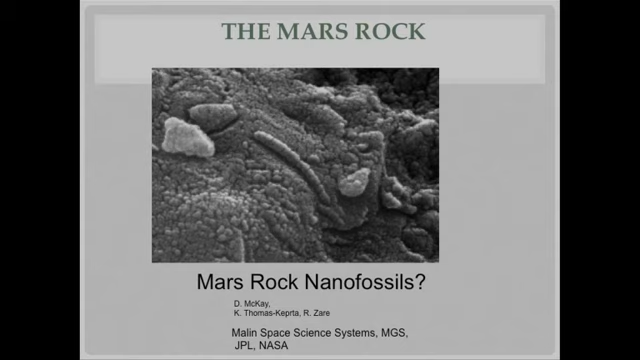 THE MARS ROCK
Mars Rock Nanofossils?
D. McKay,
K. Thomas-Keprta, R. Zare
Malin Space Science Systems, MGS,
JPL, NASA